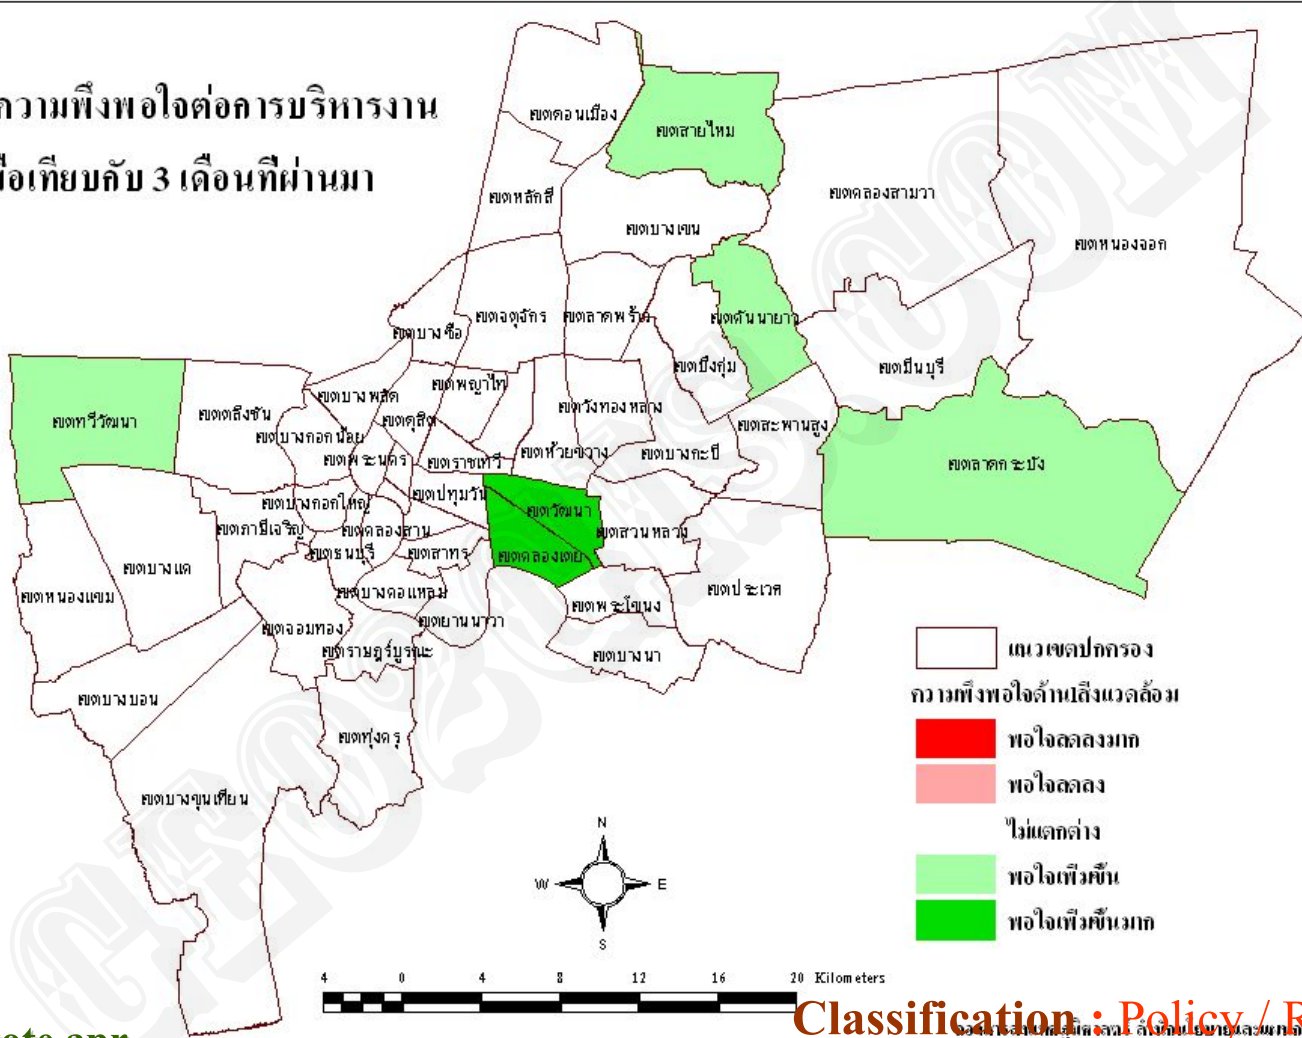 ความพึงพอใจต่อการบริหารงาน
มื่อเทียบกับ 3 เดือนที่ผ่านมา
เขตดอนเมือง
เขตสายไหม
เขตคลองสามวา
เขตหลักสี่
เขตบางเขน
เขตหนองจอก
เขตจตุจักร
เขตลาดพร้าว
เขตคันนายาว
เขตบางซื่อ
เขตบึงกุ่ม
เขตมีนบุรี
เขตพญาไท
เขตบางพลัด
เขตวังทองหลาง
เขตทวีวัฒนา
เขตตลิ่งชัน
เขตดุสิต
เขตสะพานสูง
เขตบางกอกน้อย
เขตห้วยขวาง
เขตบางกะปิ
เขตพระนคร
เขตราชเทวี
เขตลาดกระบัง
เขตปทุมวัน
เขตบางกอกใหญ่
เขตวัฒนา
เขตภาษีเจริญ
เขตคลองสาน
เขตสวนหลวง
เขตธนบุรี
เขตสาทร
เขตคลองเตย
เขตบางแค
เขตหนองแขม
เขตบางคอแหลม
เขตประเวศ
เขตพระโขนง
เขตยานนาวา
เขตจอมทอง
เขตราษฎร์บูรณะ
เขตบางนา
เขตบางบอน
เขตทุ่งครุ
เขตบางขุนเทียน
แนวเขตปกครอง
ความพึงพอใจด้านสิ่งแวดล้อม
พอใจลดลงมาก
พอใจลดลง
ไม่แตกต่าง
พอใจเพิ่มขึ้น
พอใจเพิ่มขึ้นมาก
N
W E
S
4 0 4 8 12 16 20 Kilometers
Classification : Policy / R
GEO2GIS.COM